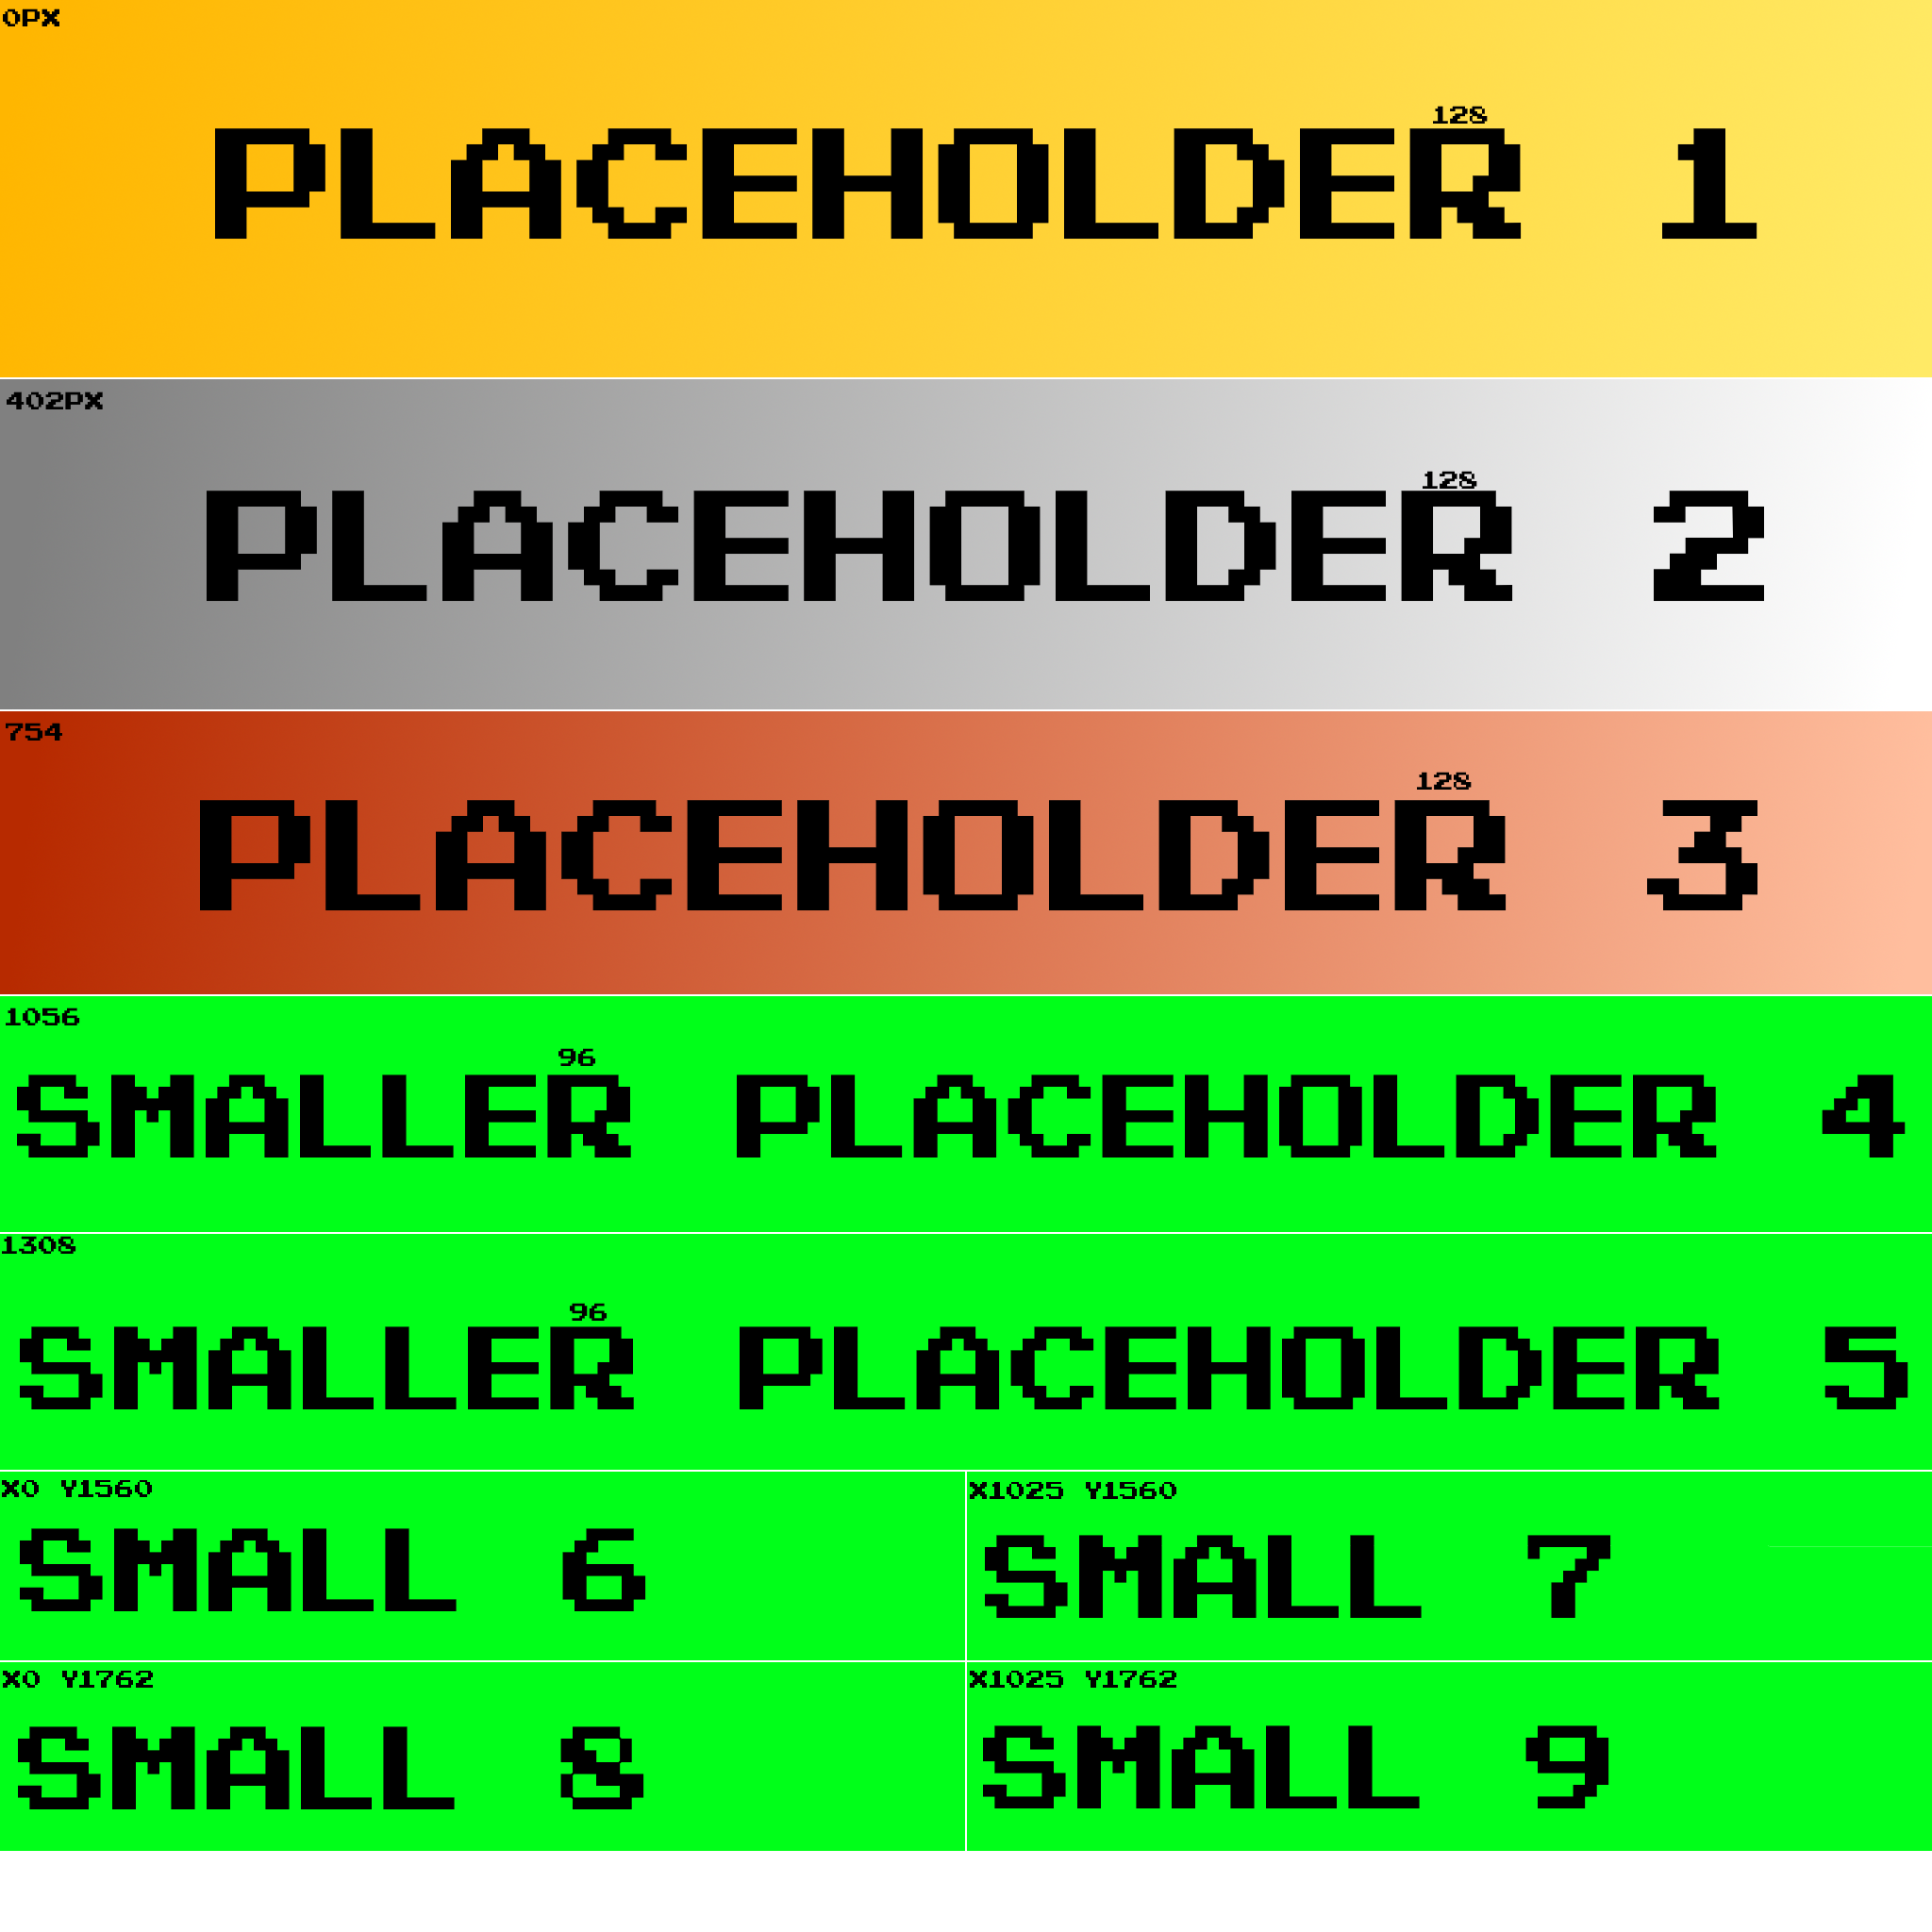 0PX
128
PLACEHOLDER 1
402PX
128
PLACEHOLDER 2
754
128
PLACEHOLDER 3
1056
96
SMALLER PLACEHOLDER 4
1308
96
SMALLER PLACEHOLDER 5
X0 Y1560
SMALL 6
X1025 Y1560
SMALL 7
X0 Y1762
SMALL 8
X1025 Y1762
SMALL 9